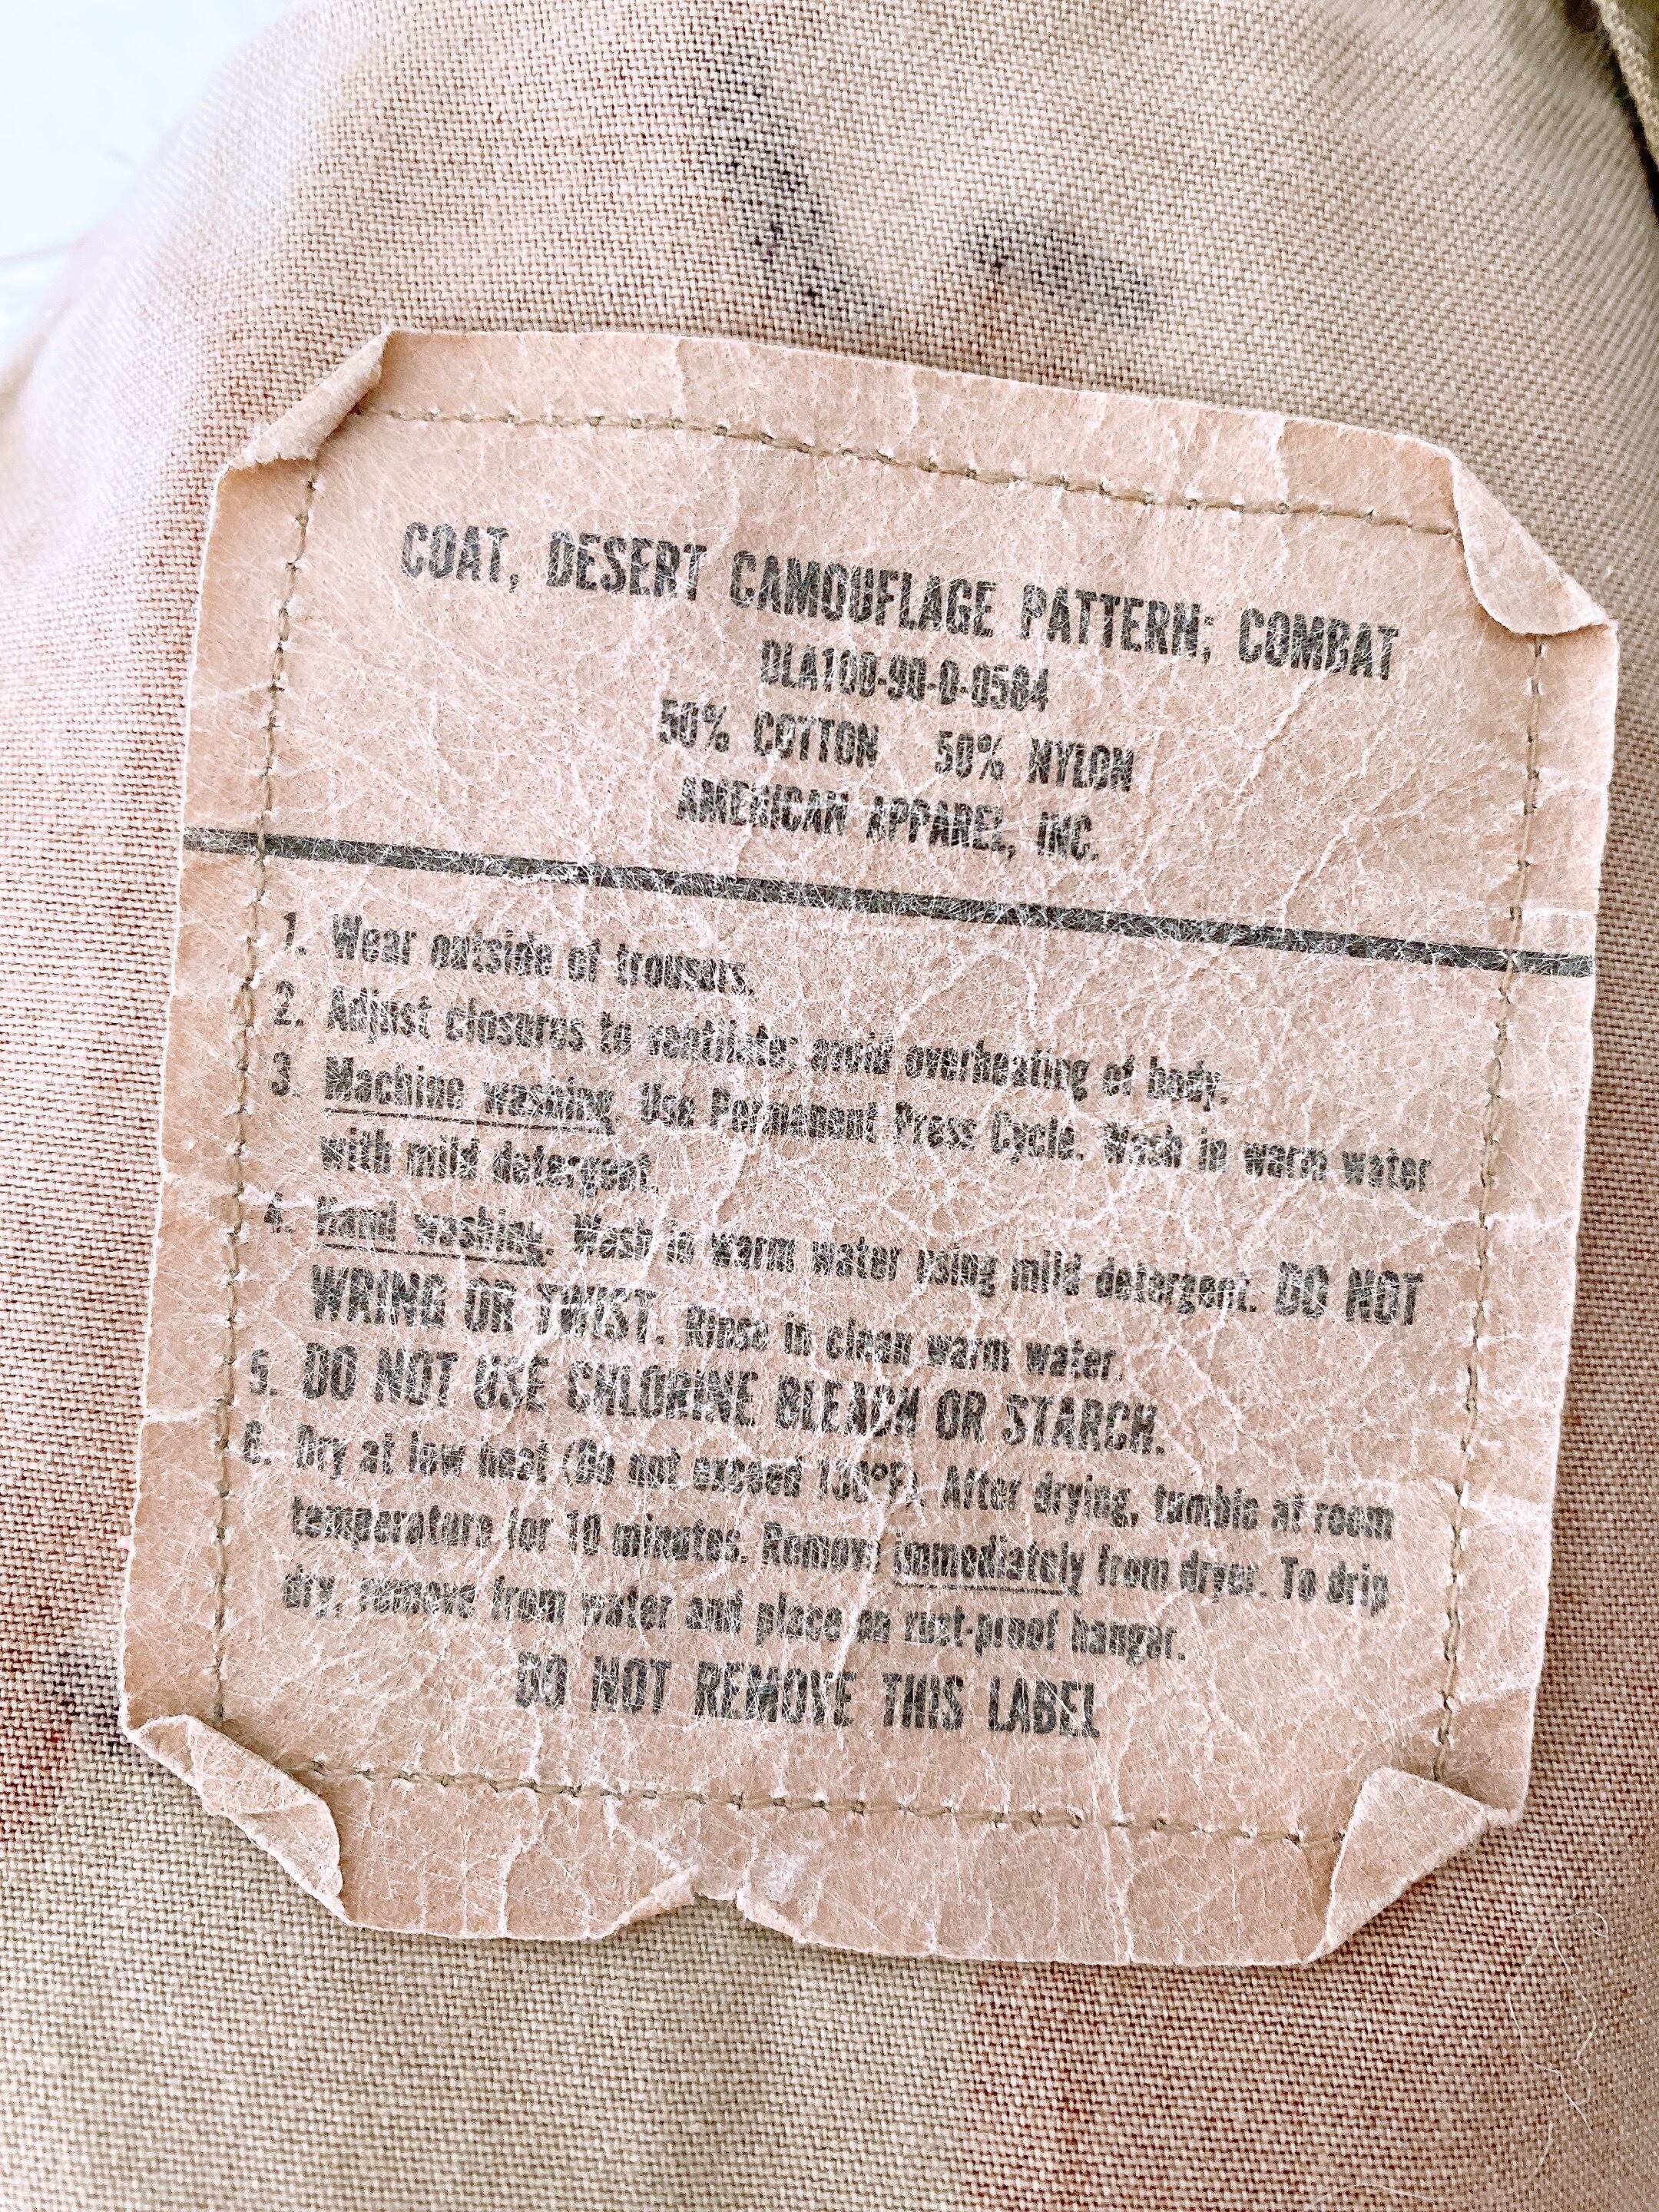 COAT, DESERT CAMOUFLAGE PATTERN; COMBAT
DLA100-90-D-0584
50% COTTON 50% NYLON
AMERICAN APPAREL, INC.
1. Wear outside of trousers.
2. Adjust closures to ventilate; avoid overheating of body.
3. Machine washing. Use Permanent Press Cycle. Wash in warm water
with mild detergent.
4. Hand washing. Wash in warm water using mild detergent. DO NOT
WRING OR TWIST. Rinse in clean warm water.
5. DO NOT USE CHLORINE BLEACH OR STARCH.
6. Dry at low heat (Do not exceed 130°F). After drying, tumble at room
temperature for 10 minutes. Remove immediately from dryer. To drip
dry, remove from water and place on rust-proof hanger.
DO NOT REMOVE THIS LABEL